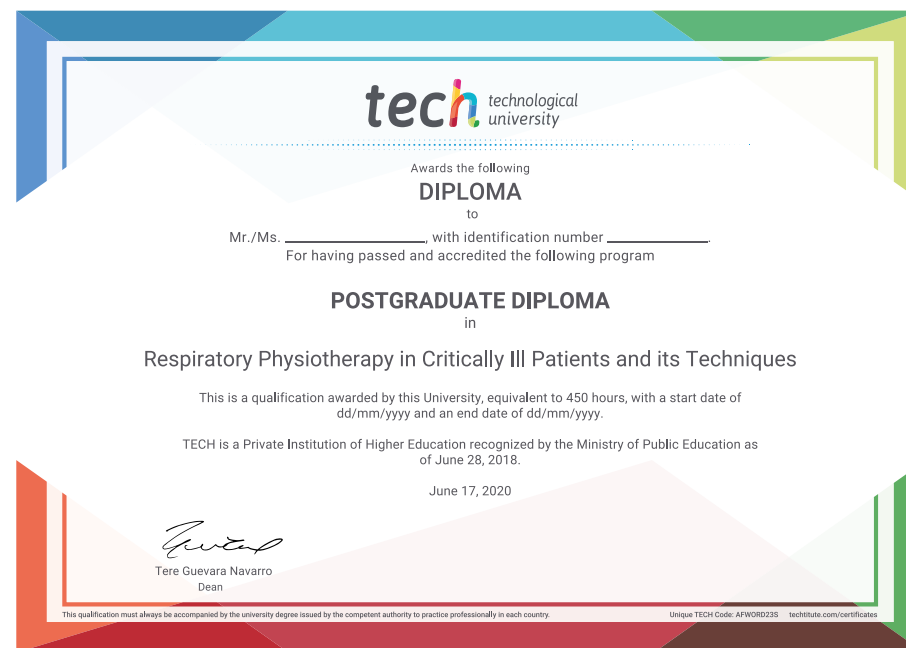 tech technological
university
Awards the following
DIPLOMA
to
Mr./Ms. ____________________, with identification number ______________.
For having passed and accredited the following program
POSTGRADUATE DIPLOMA
in
Respiratory Physiotherapy in Critically Ill Patients and its Techniques
This is a qualification awarded by this University, equivalent to 450 hours, with a start date of
dd/mm/yyyy and an end date of dd/mm/yyyy.
TECH is a Private Institution of Higher Education recognized by the Ministry of Public Education as
of June 28, 2018.
June 17, 2020
Tere Guevara Navarro
Dean
This qualification must always be accompanied by the university degree issued by the competent authority to practice professionally in each country.
Unique TECH Code: AFWORD23S techtitute.com/certificates